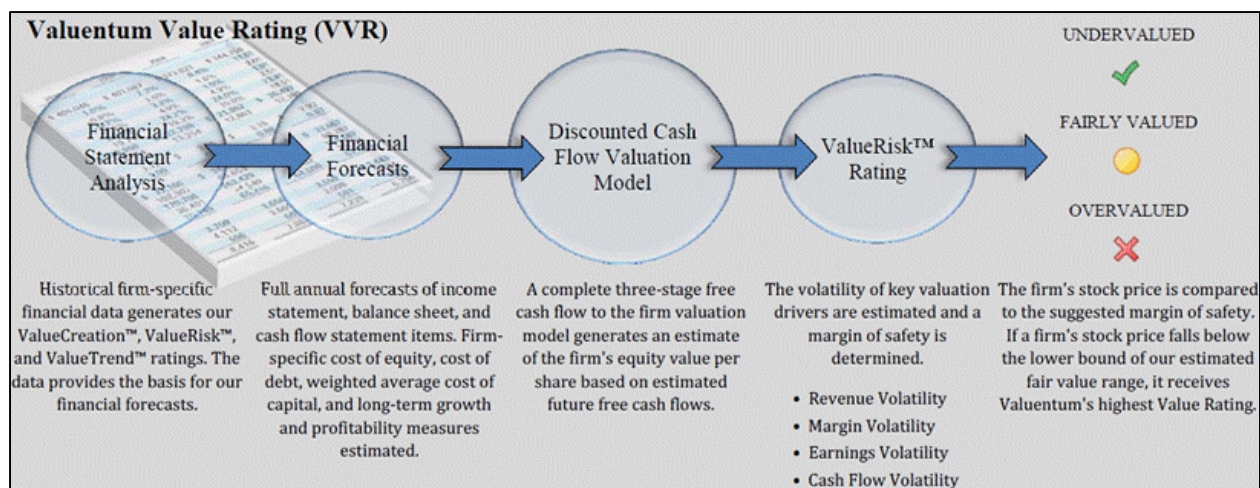 Valuentum Value Rating (VVR)
Financial
Statement
Analysis
Financial
Forecasts
Discounted Cash
Flow Valuation
Model
ValueRisk™
Rating
UNDERVALUED
FAIRLY VALUED
OVERVALUED
Historical firm-specific
financial data generates our
ValueCreation™, ValueRisk™,
and ValueTrend™ ratings. The
data provides the basis for our
financial forecasts.
Full annual forecasts of income
statement, balance sheet, and
cash flow statement items. Firm-
specific cost of equity, cost of
debt, weighted average cost of
capital, and long-term growth
and profitability measures
estimated.
A complete three-stage free
cash flow to the firm valuation
model generates an estimate
of the firm's equity value per
share based on estimated
future free cash flows.
The volatility of key valuation
drivers are estimated and a
margin of safety is
determined.
• Revenue Volatility
• Margin Volatility
• Earnings Volatility
• Cash Flow Volatility
The firm's stock price is compared
to the suggested margin of safety.
If a firm's stock price falls below
the lower bound of our estimated
fair value range, it receives
Valuentum's highest Value Rating.